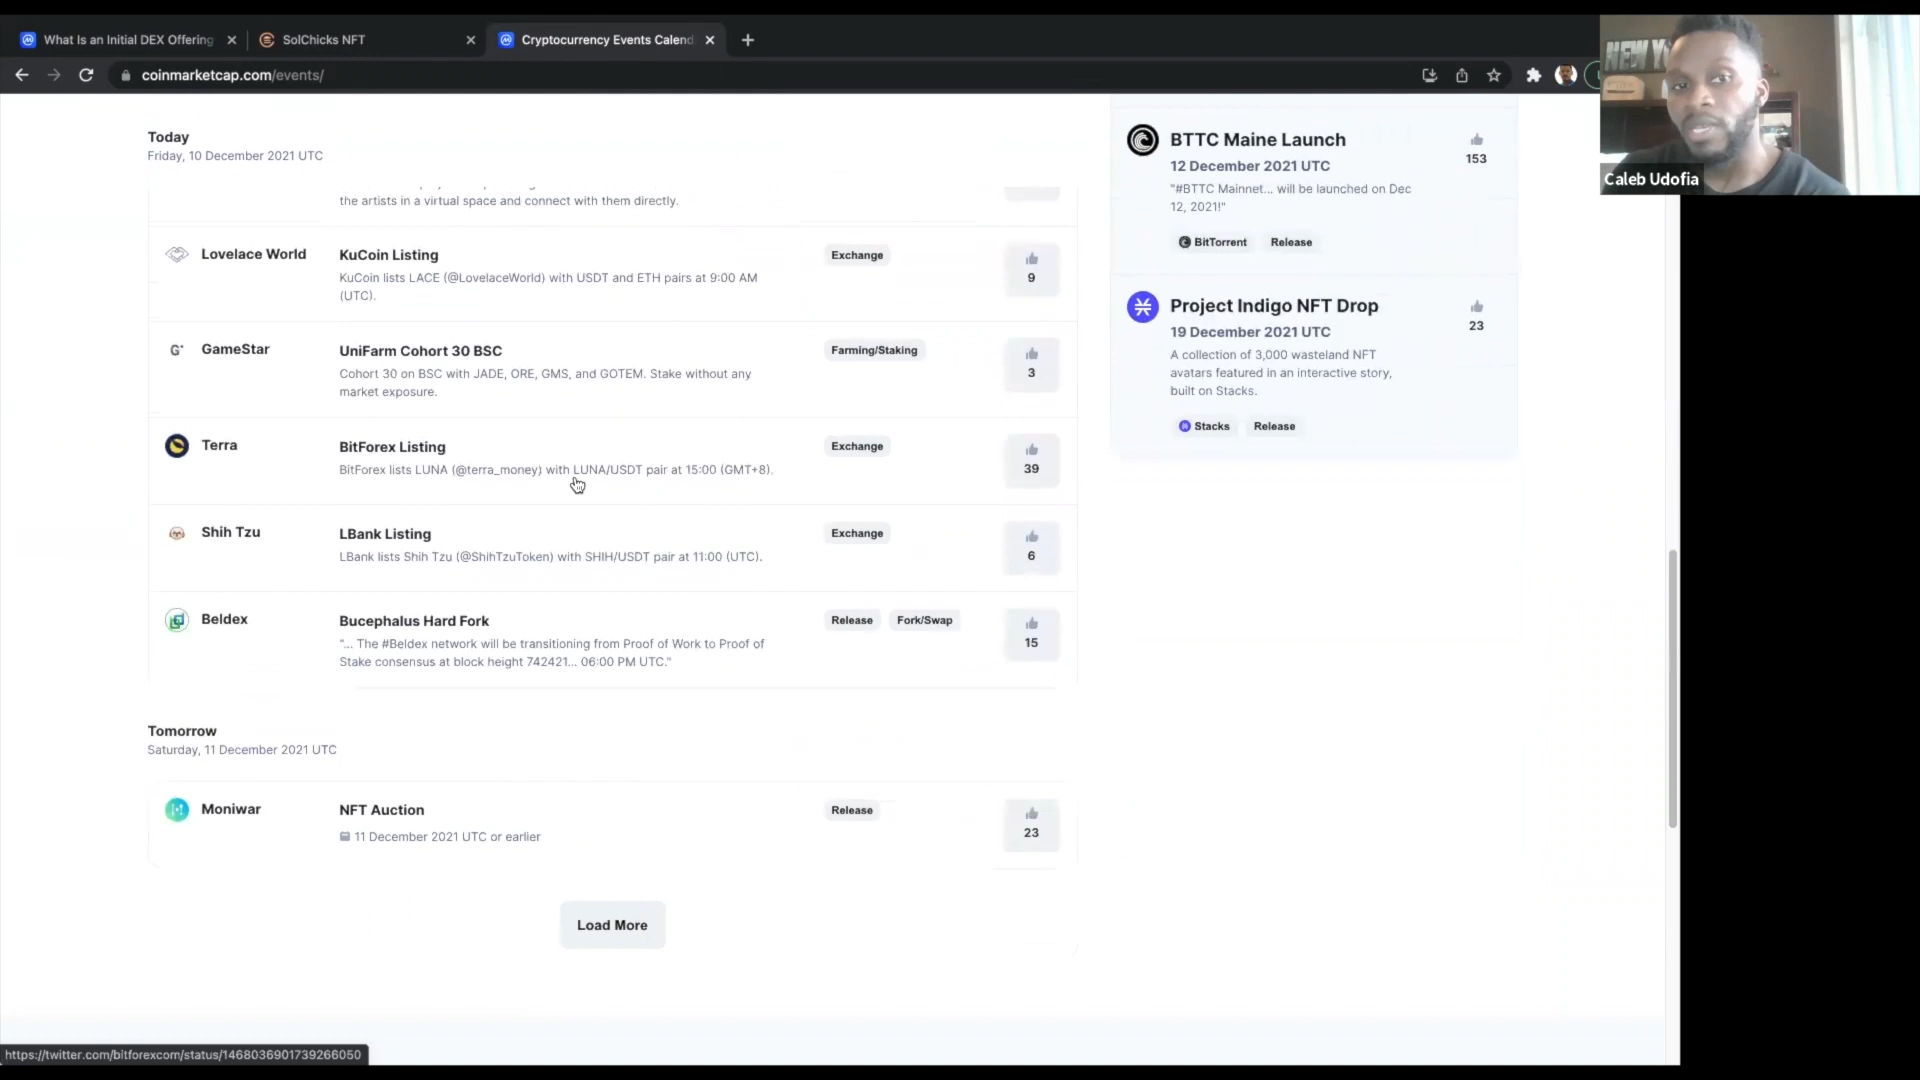 What Is an Initial DEX Offering
SolChicks NFT
Cryptocurrency Events Calend
coinmarketcap.com/events/
Caleb Udofia
Today
Friday, 10 December 2021 UTC
the artists in a virtual space and connect with them directly.
Lovelace World
KuCoin Listing
KuCoin lists LACE (@LovelaceWorld) with USDT and ETH pairs at 9:00 AM
(UTC).
Exchange
9
GameStar
UniFarm Cohort 30 BSC
Cohort 30 on BSC with JADE, ORE, GMS, and GOTEM. Stake without any
market exposure.
Farming/Staking
3
Terra
BitForex Listing
BitForex lists LUNA (@terra_money) with LUNA/USDT pair at 15:00 (GMT+8).
Exchange
39
Shih Tzu
LBank Listing
LBank lists Shih Tzu (@ShihTzuToken) with SHIH/USDT pair at 11:00 (UTC).
Exchange
6
Beldex
Bucephalus Hard Fork
"... The #Beldex network will be transitioning from Proof of Work to Proof of
Stake consensus at block height 742421... 06:00 PM UTC."
Release
Fork/Swap
15
Tomorrow
Saturday, 11 December 2021 UTC
Moniwar
NFT Auction
11 December 2021 UTC or earlier
Release
23
Load More
BTTC Maine Launch
12 December 2021 UTC
"#BTTC Mainnet... will be launched on Dec
12, 2021!"
153
BitTorrent
Release
Project Indigo NFT Drop
19 December 2021 UTC
A collection of 3,000 wasteland NFT
avatars featured in an interactive story,
built on Stacks.
23
Stacks
Release
https://twitter.com/bitforexcom/status/1468036901739266050